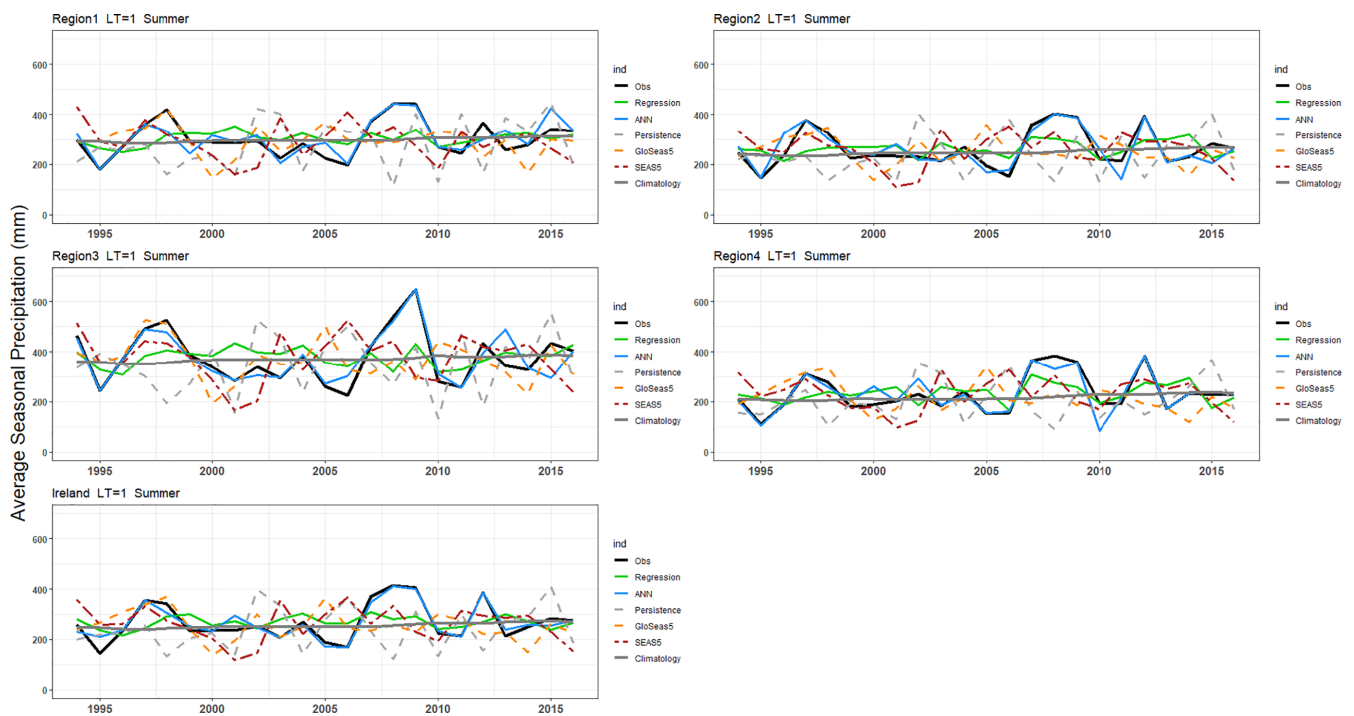 Average Seasonal Precipitation (mm)
Region1 LT=1 Summer
600
400
200
0
1995 2000 2005 2010 2015
ind
Obs
Regression
ANN
Persistence
GloSeas5
SEAS5
Climatology
Region2 LT=1 Summer
600
400
200
0
1995 2000 2005 2010 2015
ind
Obs
Regression
ANN
Persistence
GloSeas5
SEAS5
Climatology
Region3 LT=1 Summer
600
400
200
0
1995 2000 2005 2010 2015
ind
Obs
Regression
ANN
Persistence
GloSeas5
SEAS5
Climatology
Region4 LT=1 Summer
600
400
200
0
1995 2000 2005 2010 2015
ind
Obs
Regression
ANN
Persistence
GloSeas5
SEAS5
Climatology
Ireland LT=1 Summer
600
400
200
0
1995 2000 2005 2010 2015
ind
Obs
Regression
ANN
Persistence
GloSeas5
SEAS5
Climatology